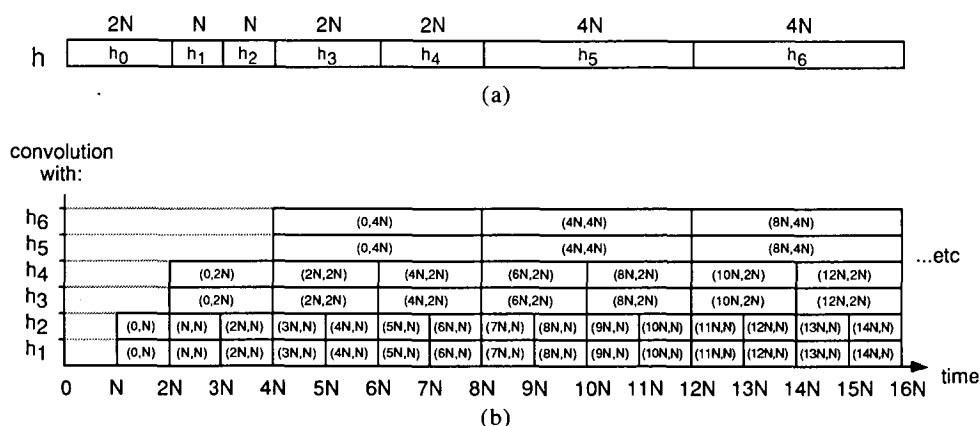 2N N N 2N 2N 4N 4N
h h₀ h₁ h₂ h₃ h₄ h₅ h₆
(a)
convolution
with:
h₆ (0,4N) (4N,4N) (8N,4N)
h₅ (0,4N) (4N,4N) (8N,4N) ...etc
h₄ (0,2N) (2N,2N) (4N,2N) (6N,2N) (8N,2N) (10N,2N) (12N,2N)
h₃ (0,2N) (2N,2N) (4N,2N) (6N,2N) (8N,2N) (10N,2N) (12N,2N)
h₂ (0,N) (N,N) (2N,N) (3N,N) (4N,N) (5N,N) (6N,N) (7N,N) (8N,N) (9N,N) (10N,N) (11N,N) (12N,N) (13N,N) (14N,N)
h₁ (0,N) (N,N) (2N,N) (3N,N) (4N,N) (5N,N) (6N,N) (7N,N) (8N,N) (9N,N) (10N,N) (11N,N) (12N,N) (13N,N) (14N,N)
0 N 2N 3N 4N 5N 6N 7N 8N 9N 10N 11N 12N 13N 14N 15N 16N time
(b)